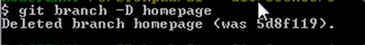 $ git branch -D homepage
Deleted branch homepage (was 5d8f119).